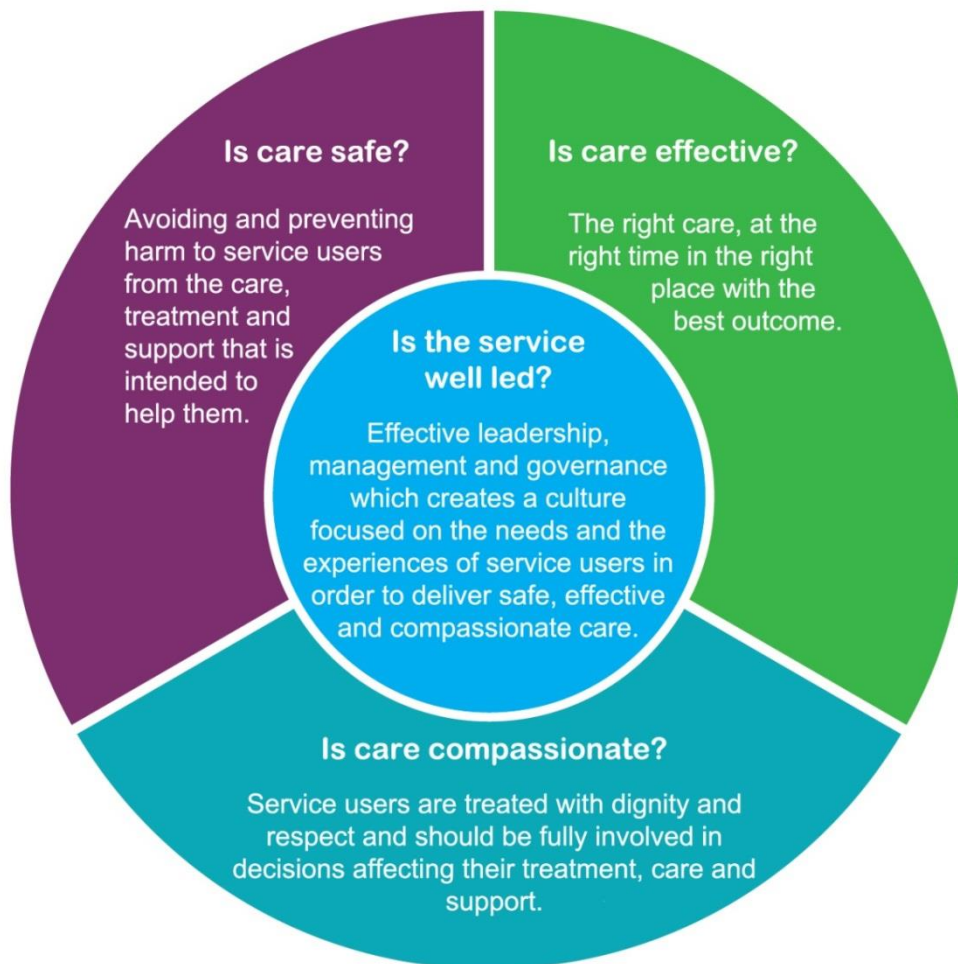 Is care safe?
Avoiding and preventing
harm to service users
from the care,
treatment and
support that is
intended to
help them.
Is care effective?
The right care, at the
right time in the right
place with the
best outcome.
Is the service
well led?
Effective leadership,
management and governance
which creates a culture
focused on the needs and the
experiences of service users in
order to deliver safe, effective
and compassionate care.
Is care compassionate?
Service users are treated with dignity and
respect and should be fully involved in
decisions affecting their treatment, care and
support.